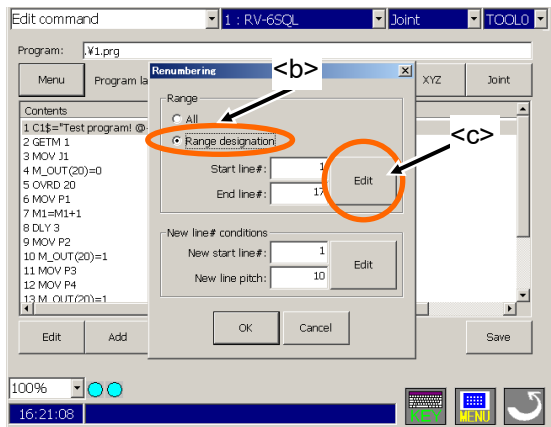 Edit command 1 : RV-6SQL Joint TOOL0
Program: .¥1.prg
Menu Program la XYZ Joint
Renumbering
<b>
Range
All
Range designation
<c>
Start line#: 1
End line#: 17
Edit
New line# conditions
New start line#: 1
New line pitch: 10
Edit
OK Cancel
Contents
1 C1$="Test program! @-
2 GETM 1
3 MOV J1
4 M_OUT(20)=0
5 OVRD 20
6 MOV P1
7 M1=M1+1
8 DLY 3
9 MOV P2
10 M_OUT(20)=1
11 MOV P3
12 MOV P4
13 M_OUT(20)=1
Edit Add Save
100%
16:21:08
KEY MENU